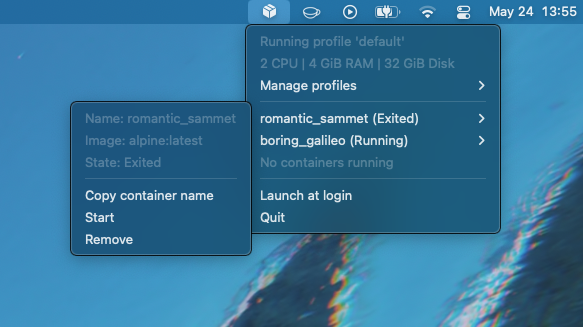 May 24 13:55
Running profile 'default'
2 CPU | 4 GiB RAM | 32 GiB Disk
Manage profiles
romantic_sammet (Exited)
boring_galileo (Running)
No containers running
Launch at login
Quit
Name: romantic_sammet
Image: alpine:latest
State: Exited
Copy container name
Start
Remove